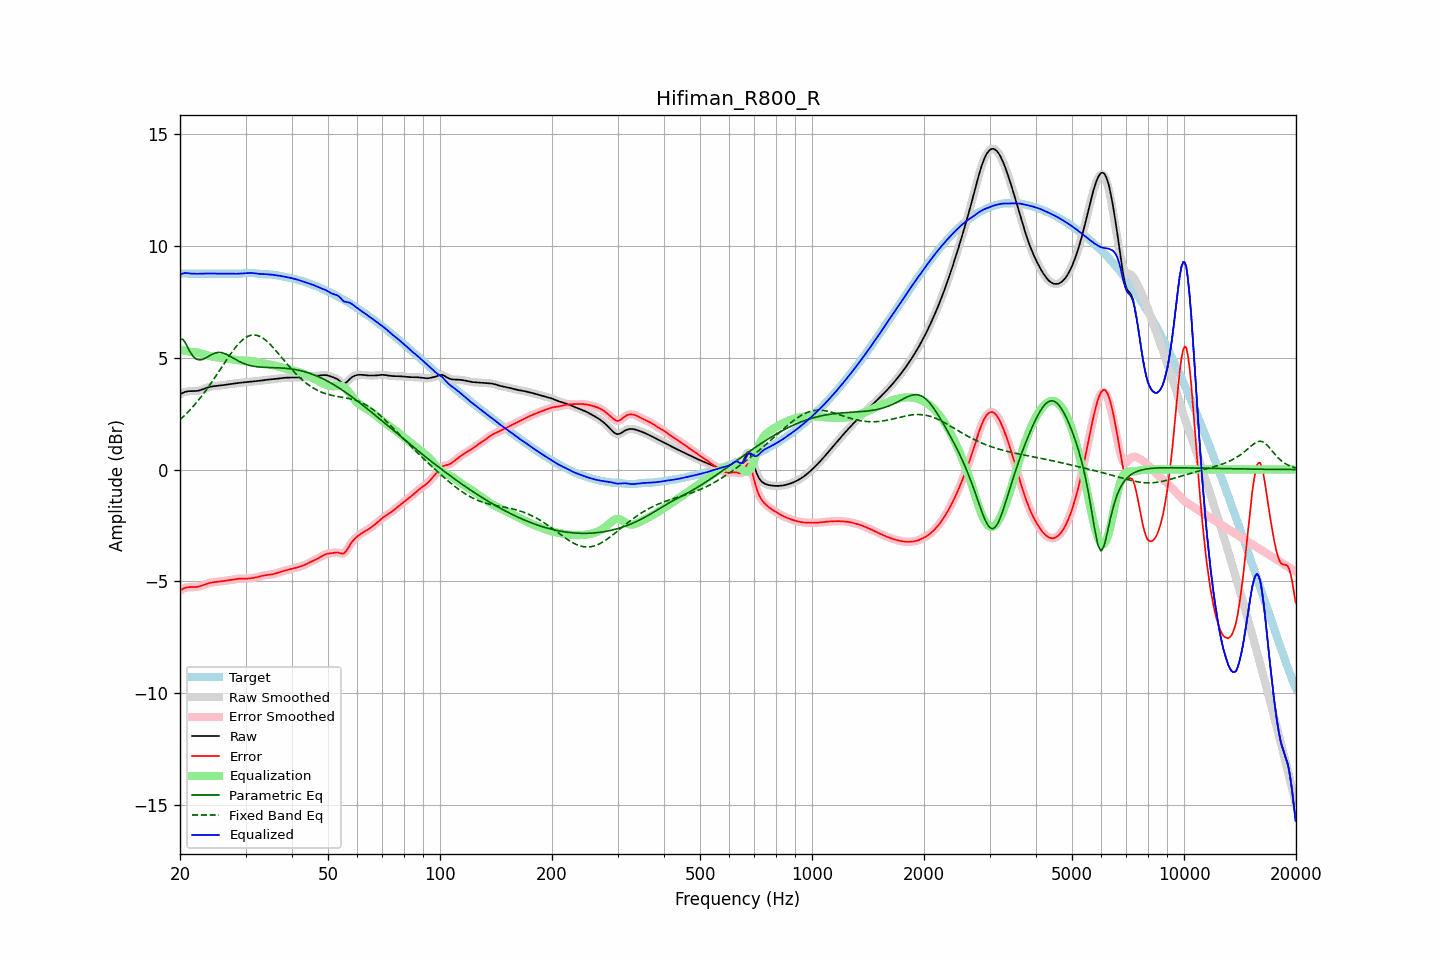 Hifiman_R800_R
Amplitude (dBr)
15
10
5
0
−5
−10
−15
Target
Raw Smoothed
Error Smoothed
Raw
Error
Equalization
Parametric Eq
Fixed Band Eq
Equalized
20
50
100
200
500
1000
2000
5000
10000
20000
Frequency (Hz)